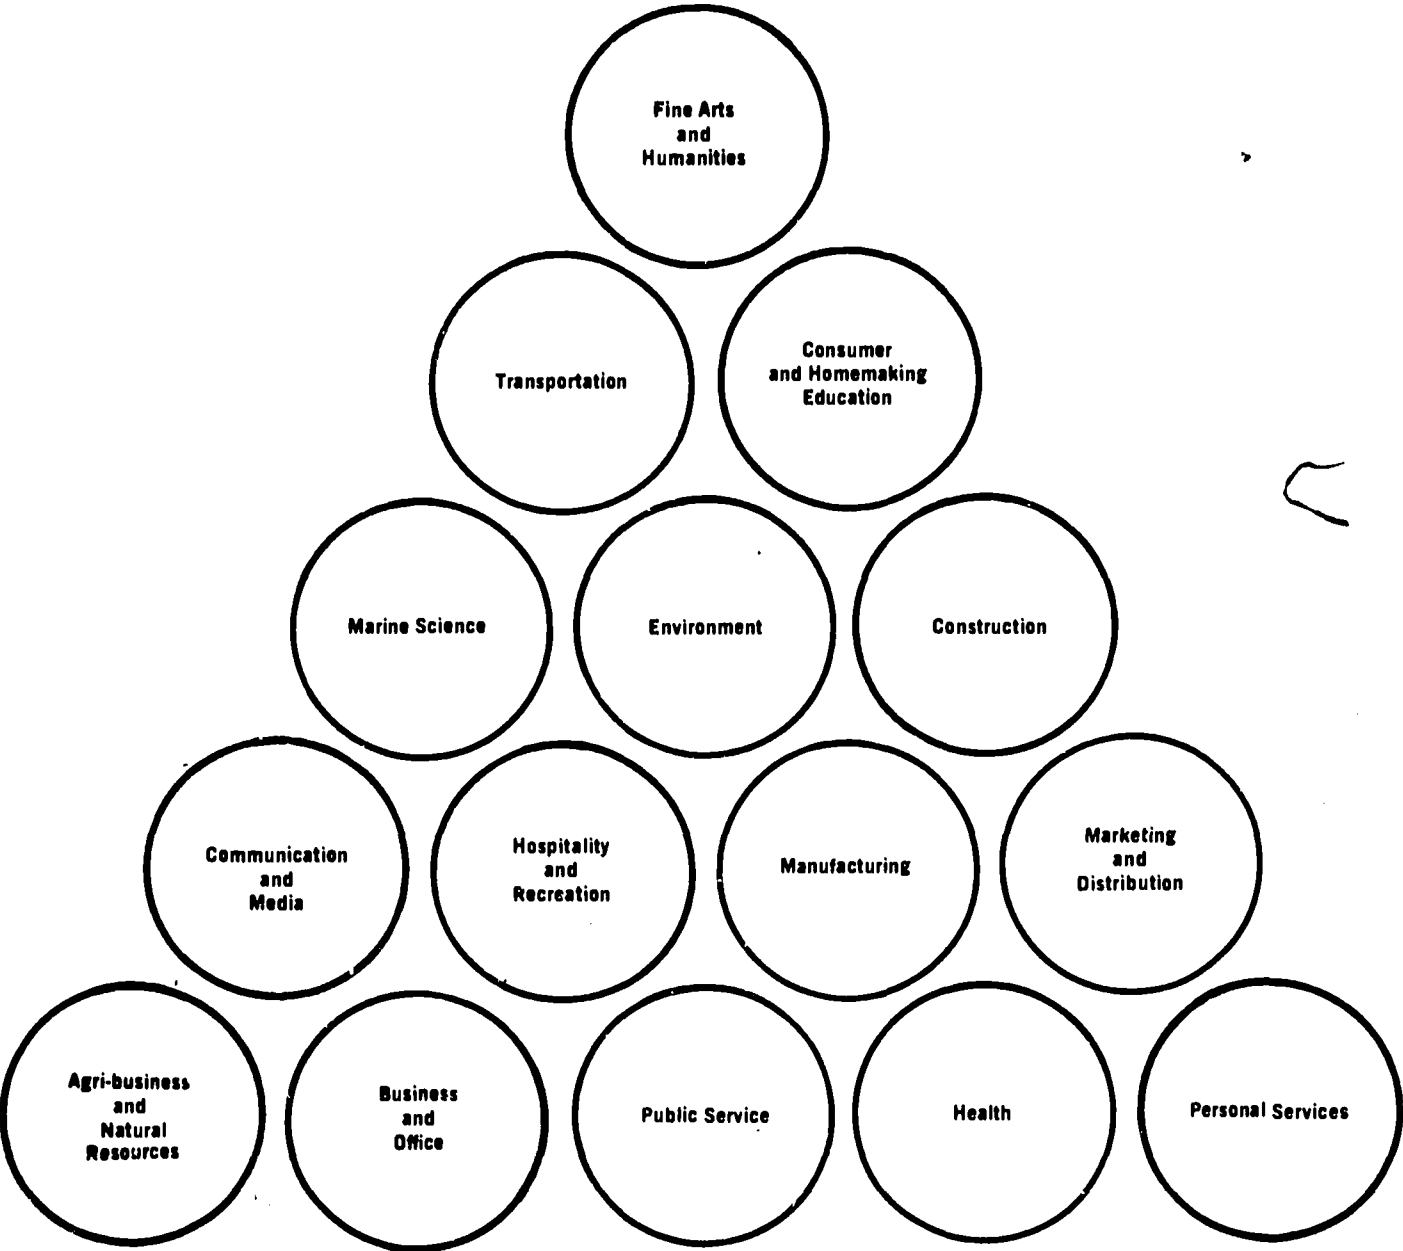 Fine Arts
and
Humanities
Transportation
Consumer
and Homemaking
Education
Marine Science
Environment
Construction
Communication
and
Media
Hospitality
and
Recreation
Manufacturing
Marketing
and
Distribution
Agri-business
and
Natural
Resources
Business
and
Office
Public Service
Health
Personal Services